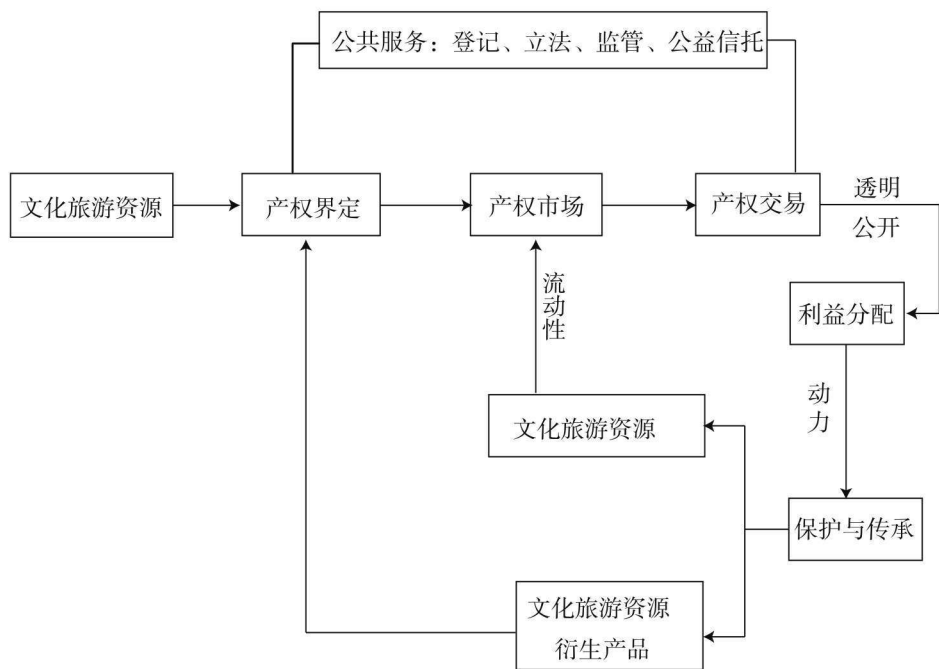 公共服务：登记、立法、监管、公益信托
文化旅游资源
产权界定
产权市场
产权交易
透明
公开
流动性
利益分配
动力
文化旅游资源
保护与传承
文化旅游资源
衍生产品